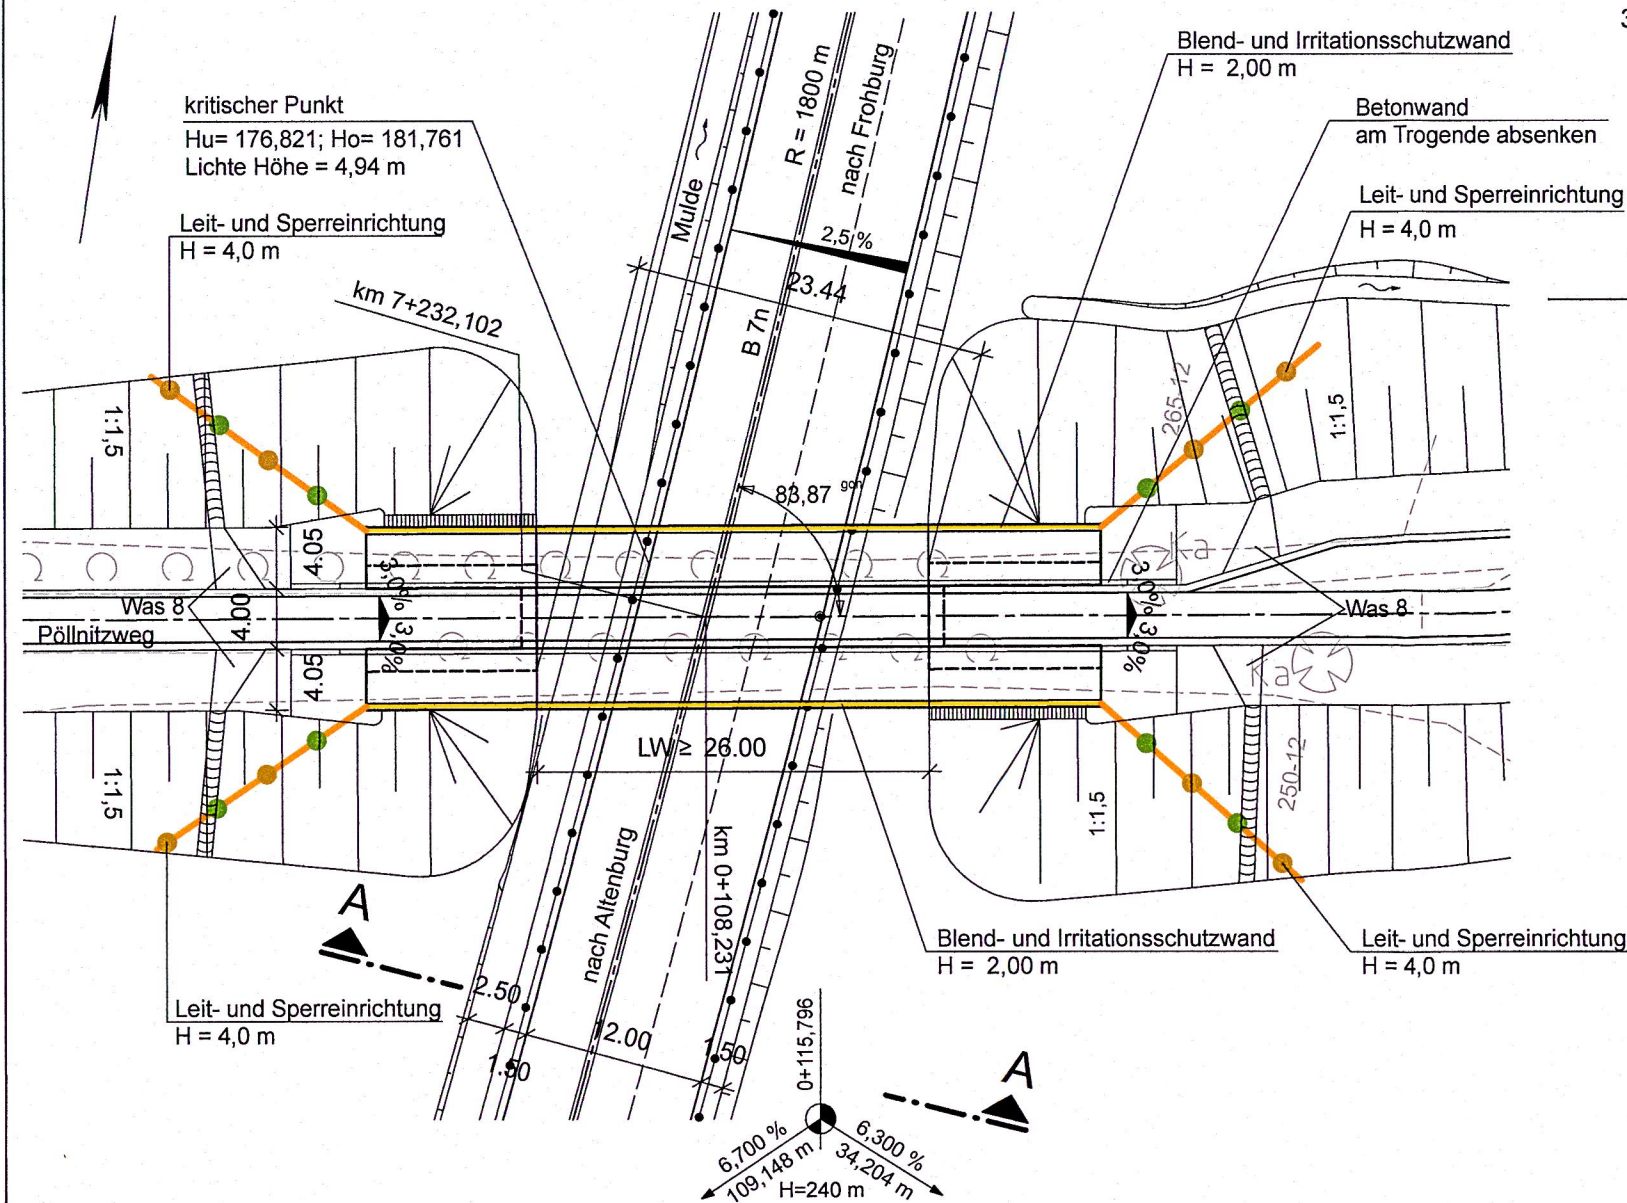 3
Blend- und Irritationsschutzwand
H = 2,00 m
kritischer Punkt
Hu= 176,821; Ho= 181,761
Lichte Höhe = 4,94 m
Betonwand
am Trogende absenken
Leit- und Sperreinrichtung
H = 4,0 m
Leit- und Sperreinrichtung
H = 4,0 m
Mulde
R = 1800 m
nach Frohburg
2,5 %
23.44
B 7n
km 7+232,102
1:1,5
265-12
1:1,5
83,87 gon
4.05
3,0%
Ka
3,0%
Was 8
4.00
Pöllnitzweg
3,0%
Was 8
3,0%
4.05
Ka
LW ≥ 26.00
1:1,5
1:1,5
250-12
nach Altenburg
km 0+108,231
A
Blend- und Irritationsschutzwand
H = 2,00 m
Leit- und Sperreinrichtung
H = 4,0 m
2.50
Leit- und Sperreinrichtung
H = 4,0 m
12.00
1.50
1.50
0+115,796
A
6,700 %
109,148 m
6,300 %
34,204 m
H=240 m